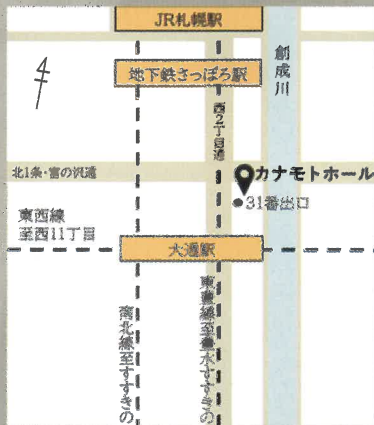 JR札幌駅
地下鉄さっぽろ駅
創成川
西2丁目通
北1条・宮の沢通
カナモトホール
31番出口
東西線
至西11丁目
大通駅
南北線至すすきの
東豊線至豊水すすきの